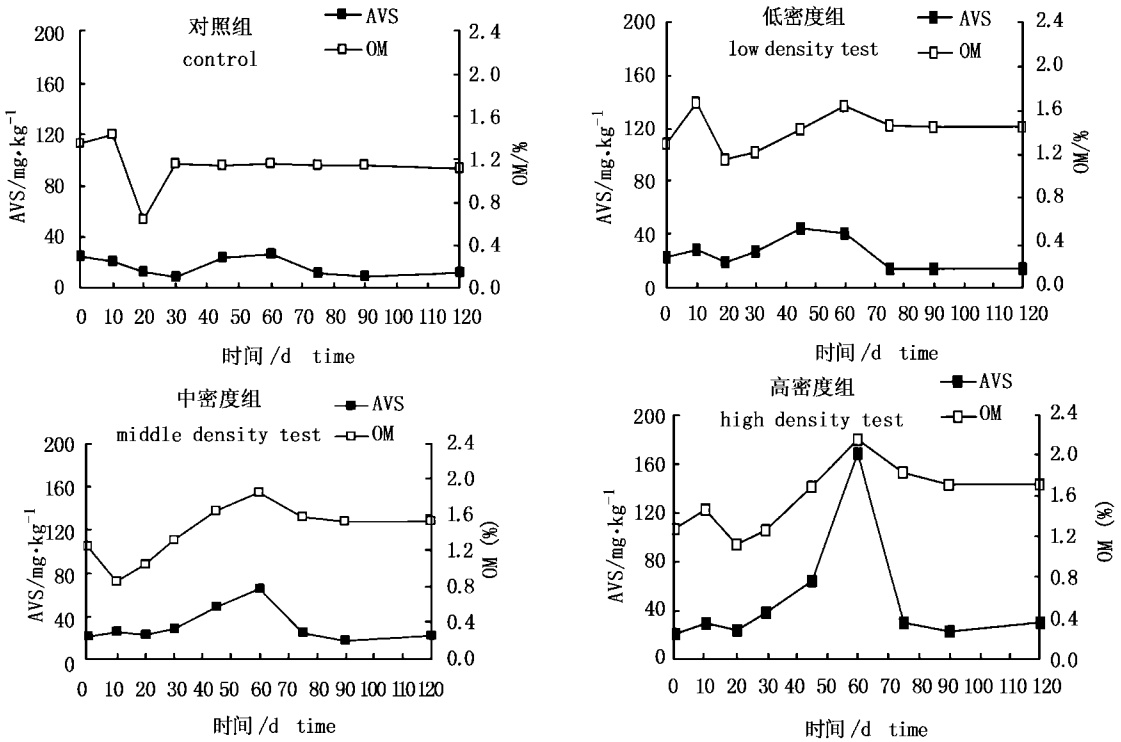 对照组
control
AVS
OM
200
160
120
80
40
0
AVS/mg·kg⁻¹
2.4
2.0
1.6
1.2
0.8
0.4
0.0
OM/%
0 10 20 30 40 50 60 70 80 90 100 110 120
时间/d time
低密度组
low density test
AVS
OM
200
160
120
80
40
0
AVS/mg·kg⁻¹
2.4
2.0
1.6
1.2
0.8
0.4
0.0
OM/%
0 10 20 30 40 50 60 70 80 90 100 110 120
时间/d time
中密度组
middle density test
AVS
OM
200
160
120
80
40
0
AVS/mg·kg⁻¹
2.4
2.0
1.6
1.2
0.8
0.4
0.0
OM (%)
0 10 20 30 40 50 60 70 80 90 100 110 120
时间/d time
高密度组
high density test
AVS
OM
200
160
120
80
40
0
AVS/mg·kg⁻¹
2.4
2.0
1.6
1.2
0.8
0.4
0.0
OM (%)
0 10 20 30 40 50 60 70 80 90 100 110 120
时间/d time